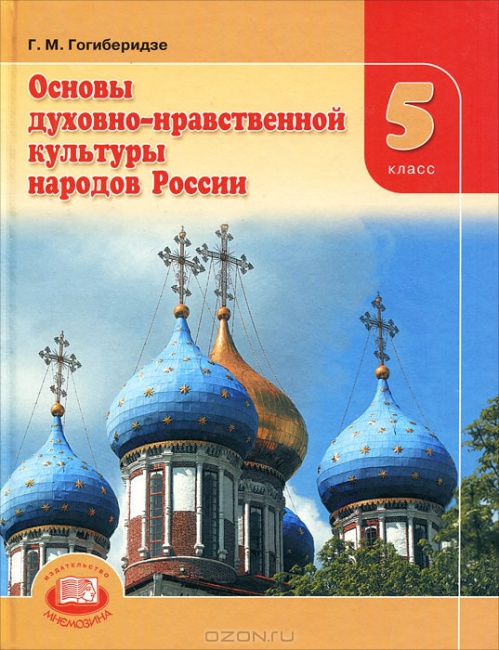 Г. М. Гогиберидзе
Основы
духовно-нравственной
культуры
народов России
5
класс
ИЗДАТЕЛЬСТВО
МНЕМОЗИНА
OZON.ru